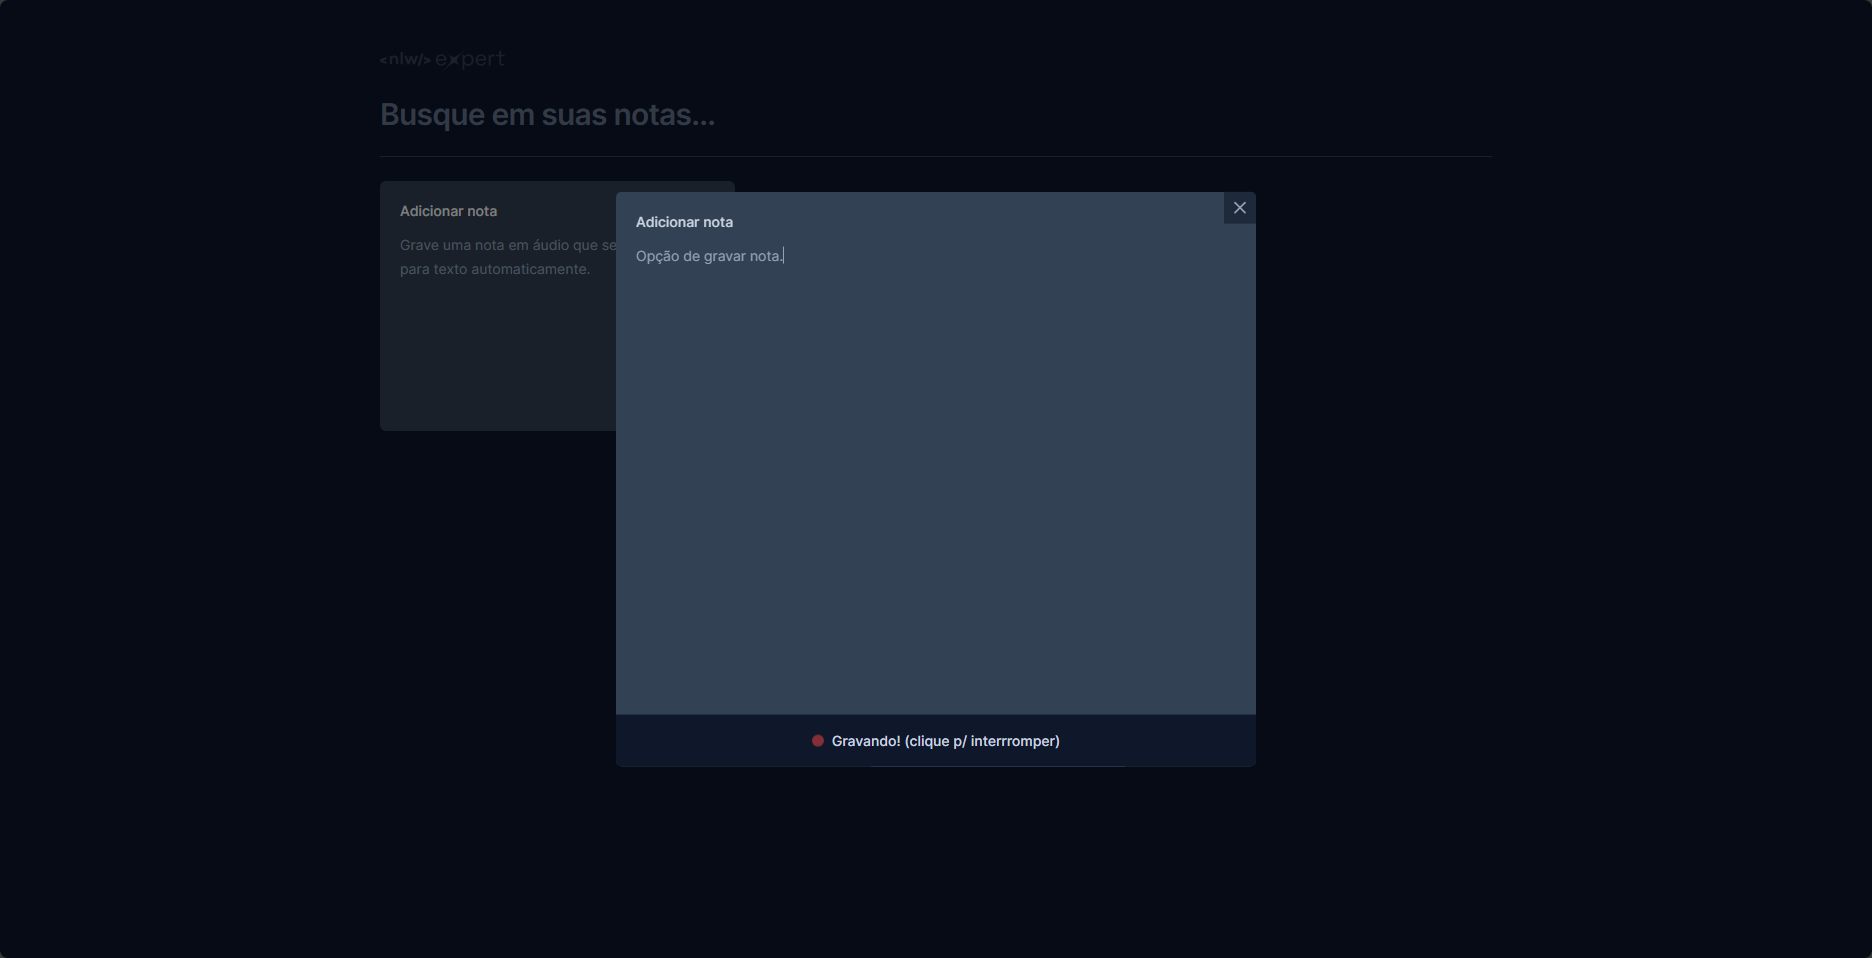 <nlw/> expert
Busque em suas notas...
Adicionar nota
Grave uma nota em áudio que se
para texto automaticamente.
Adicionar nota
Opção de gravar nota.
Gravando! (clique p/ interrromper)